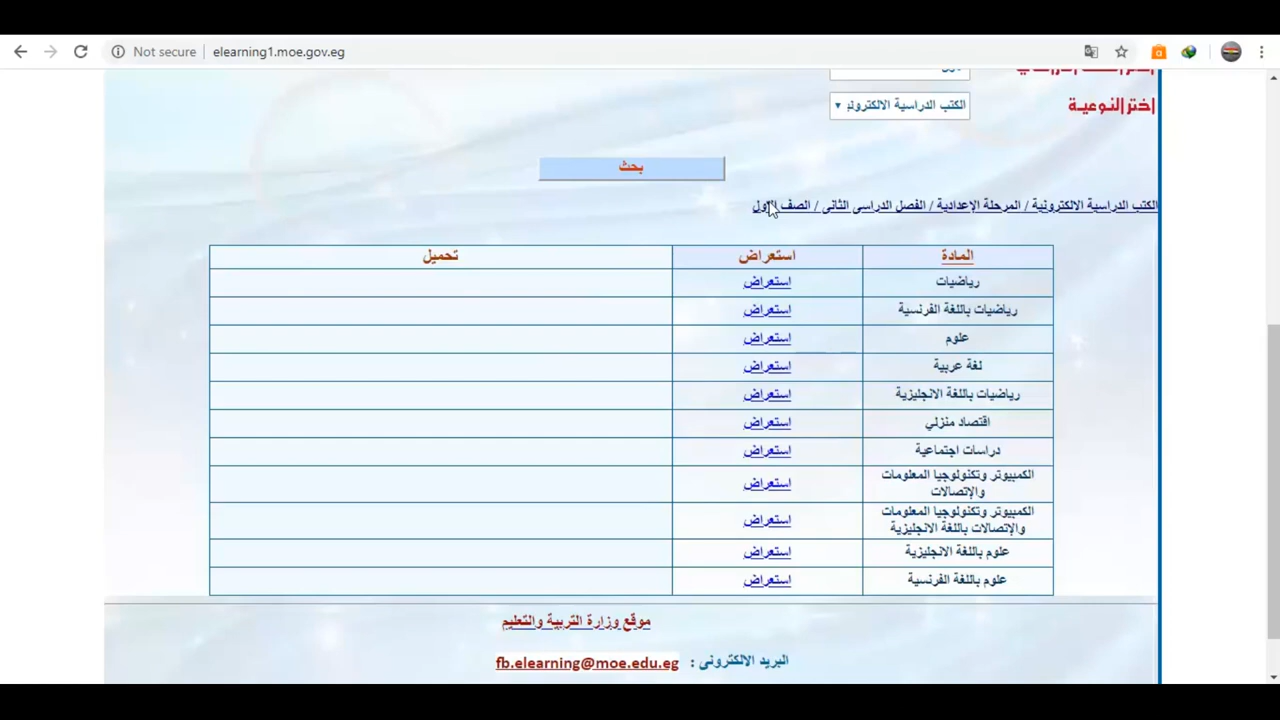 Not secure
elearning1.moe.gov.eg
إختر النوعية
الكتب الدراسية الالكتروني
بحث
الكتب الدراسية الالكترونية / المرحلة الإعدادية / الفصل الدراسى الثانى / الصف الاول
المادة استعراض تحميل
رياضيات استعراض
رياضيات باللغة الفرنسية استعراض
علوم استعراض
لغة عربية استعراض
رياضيات باللغة الانجليزية استعراض
اقتصاد منزلي استعراض
دراسات اجتماعية استعراض
الكمبيوتر وتكنولوجيا المعلومات
والإتصالات استعراض
الكمبيوتر وتكنولوجيا المعلومات
والإتصالات باللغة الانجليزية استعراض
علوم باللغة الانجليزية استعراض
علوم باللغة الفرنسية استعراض
موقع وزارة التربية والتعليم
البريد الالكترونى : fb.elearning@moe.edu.eg